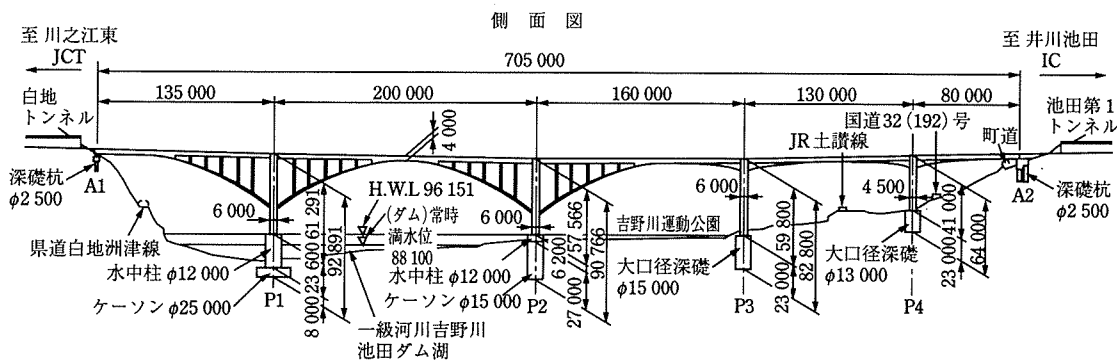 側面図
至 川之江東
JCT
至 井川池田
IC
705 000
135 000
200 000
160 000
130 000
80 000
白地
トンネル
4 000
国道32(192)号
池田第1
トンネル
JR土讃線
町道
深礎杭
φ2 500
A1
A2
深礎杭
φ2 500
H.W.L 96 151
(ダム)常時
満水位
88 100
6 000
6 000
6 000
4 500
吉野川運動公園
県道白地洲津線
水中柱 φ12 000
ケーソン φ25 000
P1
61 291
23 600
8 000
92 891
水中柱 φ12 000
ケーソン φ15 000
P2
57 566
6 200
27 000
90 766
大口径深礎
φ15 000
P3
59 800
23 000
82 800
大口径深礎
φ13 000
P4
41 000
23 000
64 000
一級河川吉野川
池田ダム湖